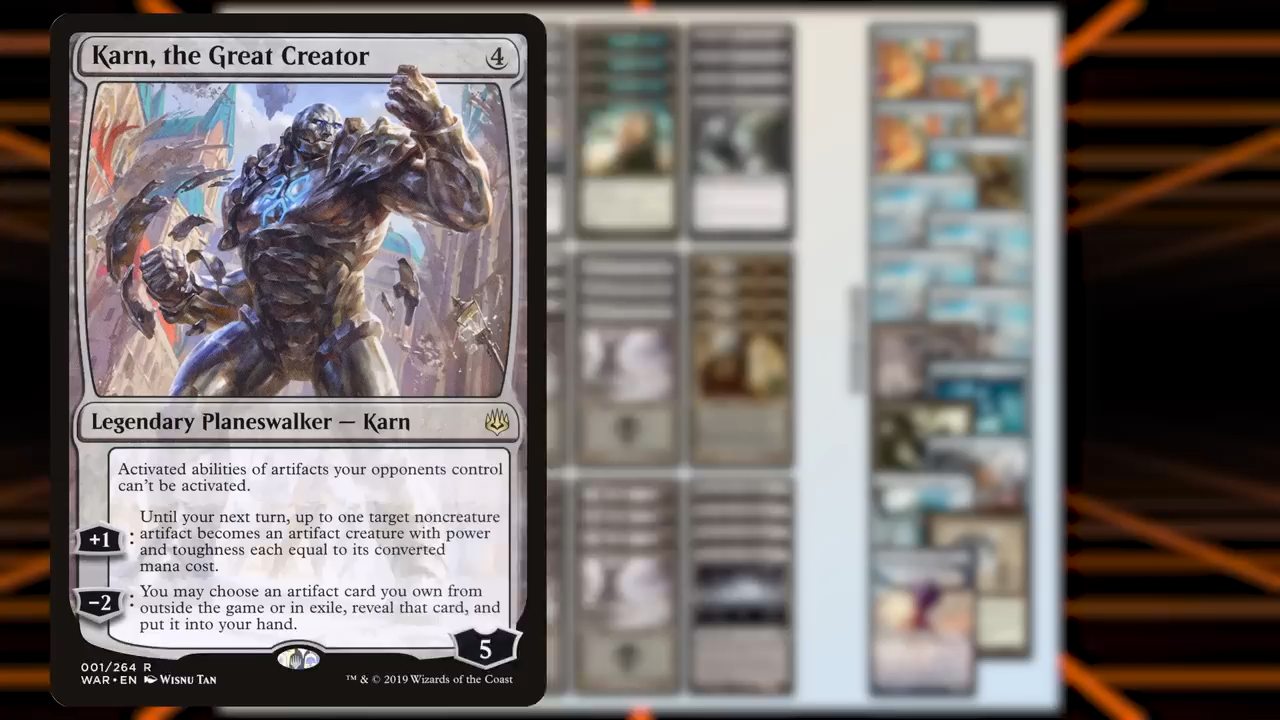 Karn, the Great Creator 4
Legendary Planeswalker — Karn
Activated abilities of artifacts your opponents control
can't be activated.
+1 : Until your next turn, up to one target noncreature
artifact becomes an artifact creature with power
and toughness each equal to its converted
mana cost.
−2 : You may choose an artifact card you own from
outside the game or in exile, reveal that card, and
put it into your hand.
5
001/264 R
WAR • EN Wisnu Tan
™ & © 2019 Wizards of the Coast